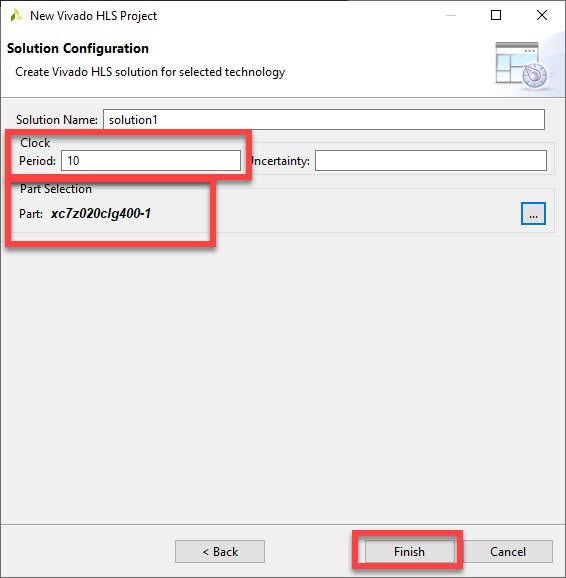 New Vivado HLS Project
Solution Configuration
Create Vivado HLS solution for selected technology
Solution Name: solution1
Clock
Period: 10 Uncertainty:
Part Selection
Part: xc7z020clg400-1 ...
< Back Finish Cancel